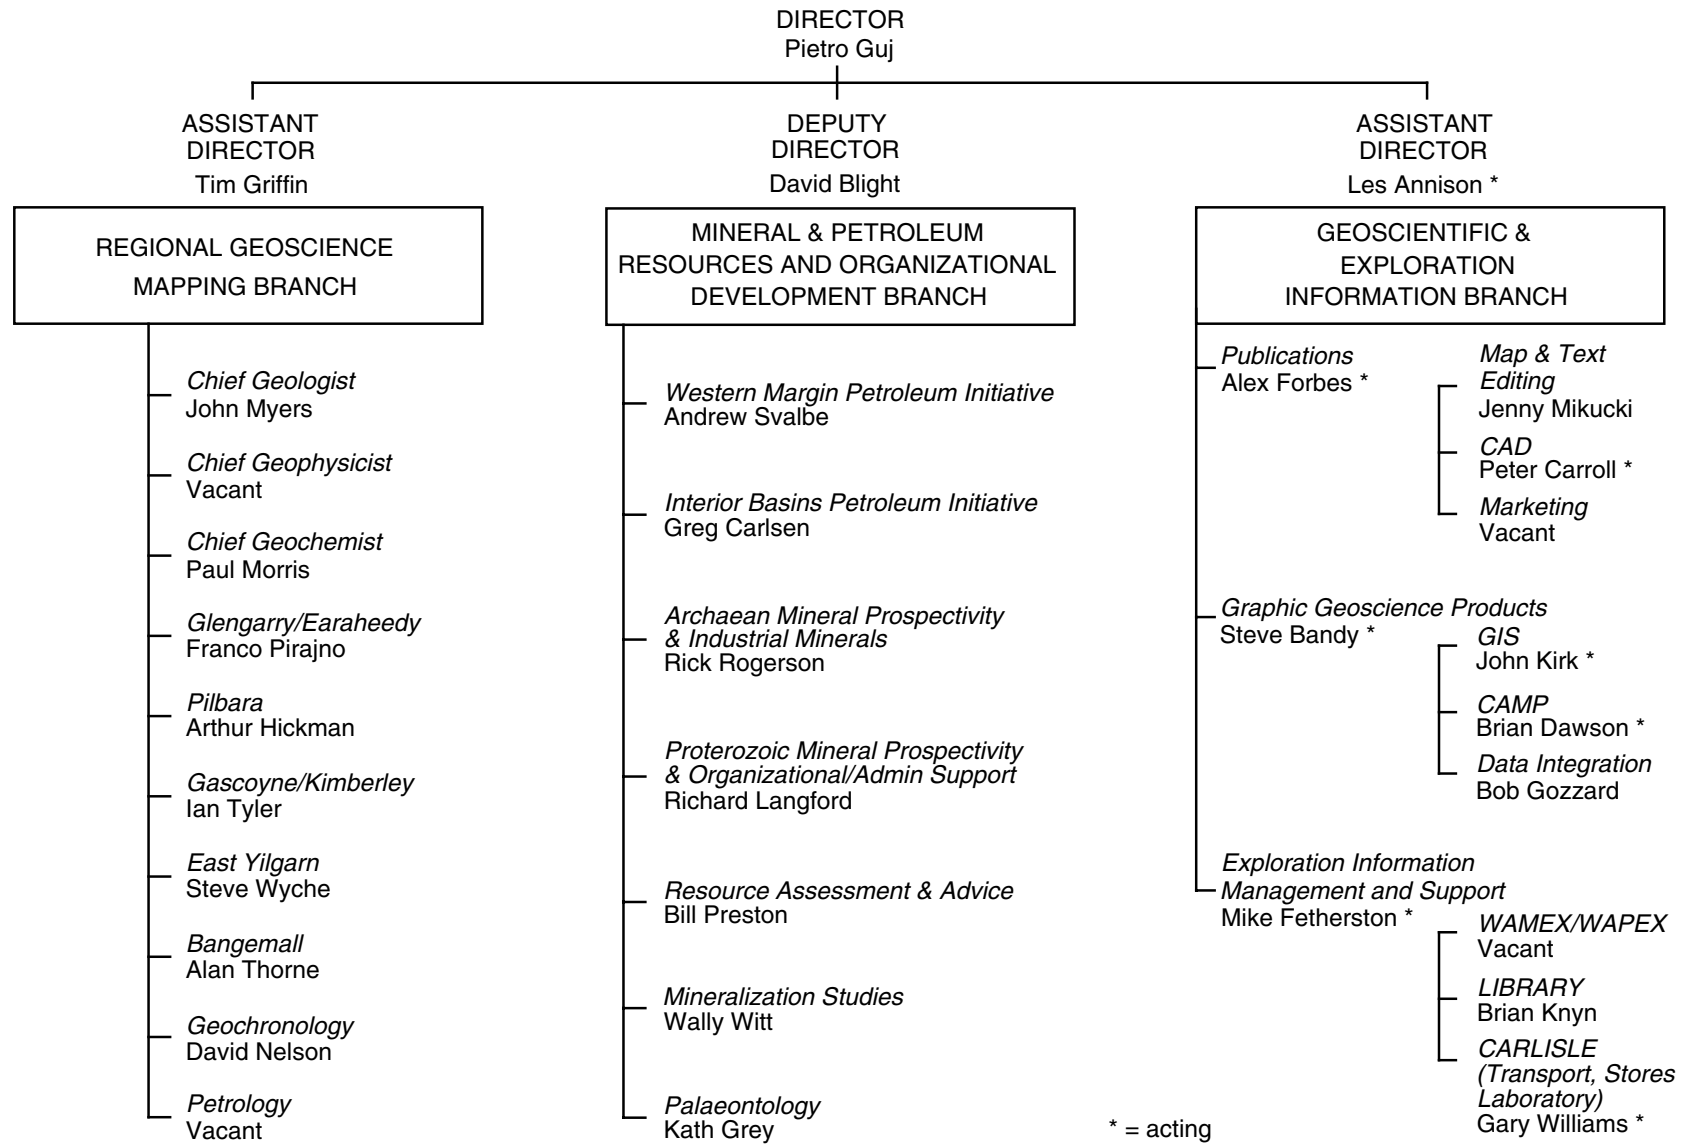 DIRECTOR
Pietro Guj
ASSISTANT
DIRECTOR
Tim Griffin
REGIONAL GEOSCIENCE
MAPPING BRANCH
Chief Geologist
John Myers
Chief Geophysicist
Vacant
Chief Geochemist
Paul Morris
Glengarry/Earaheedy
Franco Pirajno
Pilbara
Arthur Hickman
Gascoyne/Kimberley
Ian Tyler
East Yilgarn
Steve Wyche
Bangemall
Alan Thorne
Geochronology
David Nelson
Petrology
Vacant
DEPUTY
DIRECTOR
David Blight
MINERAL & PETROLEUM
RESOURCES AND ORGANIZATIONAL
DEVELOPMENT BRANCH
Western Margin Petroleum Initiative
Andrew Svalbe
Interior Basins Petroleum Initiative
Greg Carlsen
Archaean Mineral Prospectivity
& Industrial Minerals
Rick Rogerson
Proterozoic Mineral Prospectivity
& Organizational/Admin Support
Richard Langford
Resource Assessment & Advice
Bill Preston
Mineralization Studies
Wally Witt
Palaeontology
Kath Grey
ASSISTANT
DIRECTOR
Les Annison *
GEOSCIENTIFIC &
EXPLORATION
INFORMATION BRANCH
Publications
Alex Forbes *
Map & Text
Editing
Jenny Mikucki
CAD
Peter Carroll *
Marketing
Vacant
Graphic Geoscience Products
Steve Bandy *
GIS
John Kirk *
CAMP
Brian Dawson *
Data Integration
Bob Gozzard
Exploration Information
Management and Support
Mike Fetherston *
WAMEX/WAPEX
Vacant
LIBRARY
Brian Knyn
CARLISLE
(Transport, Stores
Laboratory)
Gary Williams *
* = acting